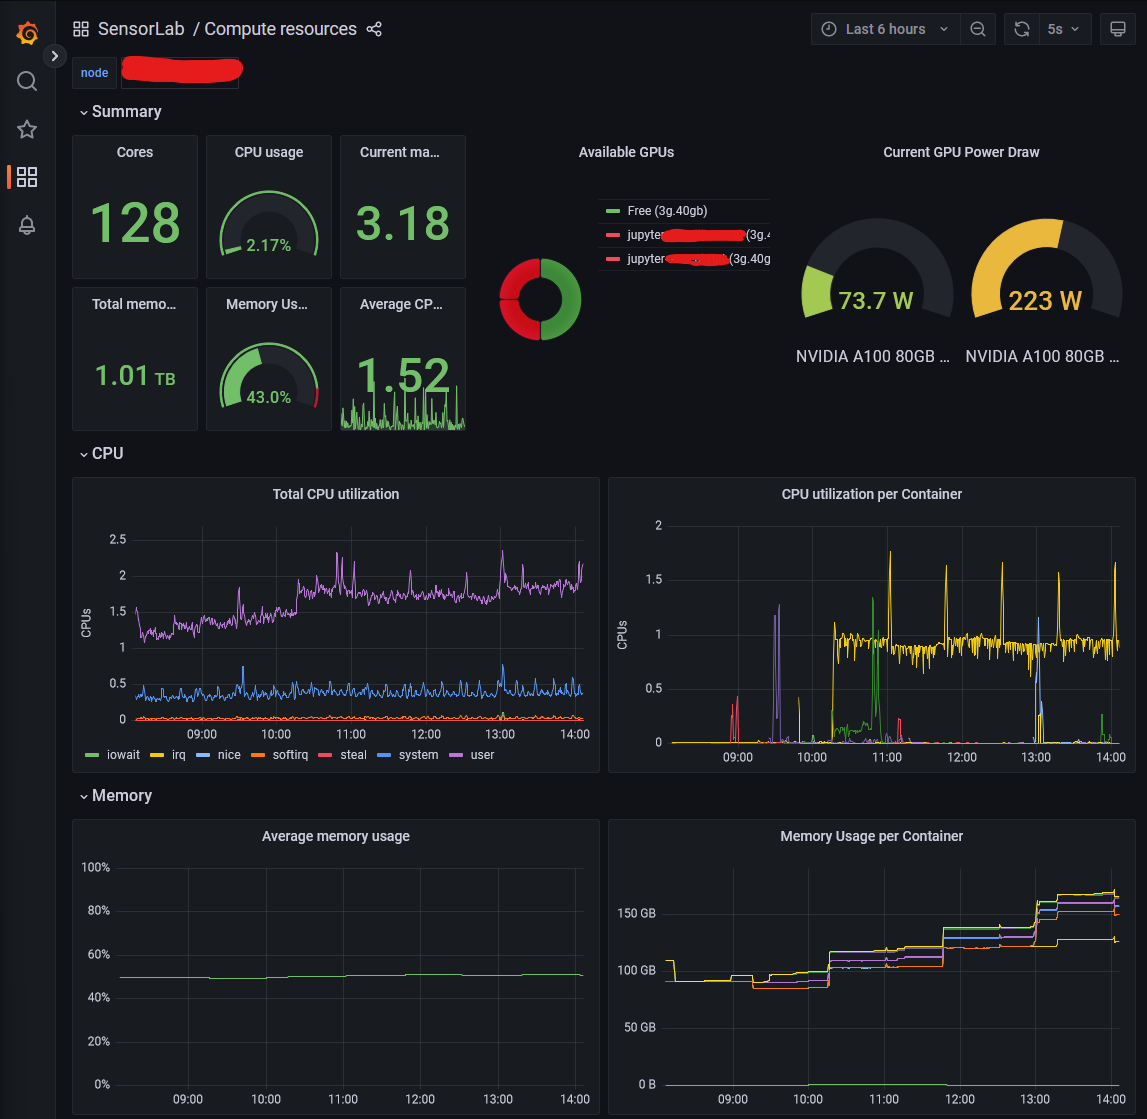 SensorLab / Compute resources
Last 6 hours
5s
node
Summary
Cores
128
CPU usage
2.17%
Current ma...
3.18
Available GPUs
Free (3g.40gb)
jupyter (3g.4
jupyter (3g.40g
Current GPU Power Draw
73.7 W
223 W
NVIDIA A100 80GB ...
NVIDIA A100 80GB ...
Total memo...
1.01 TB
Memory Us...
43.0%
Average CP...
1.52
CPU
Total CPU utilization
CPUs
2.5
2
1.5
1
0.5
0
09:00 10:00 11:00 12:00 13:00 14:00
iowait irq nice softirq steal system user
CPU utilization per Container
CPUs
2
1.5
1
0.5
0
09:00 10:00 11:00 12:00 13:00 14:00
Memory
Average memory usage
100%
80%
60%
40%
20%
0%
09:00 10:00 11:00 12:00 13:00 14:00
Memory Usage per Container
150 GB
100 GB
50 GB
0 B
09:00 10:00 11:00 12:00 13:00 14:00